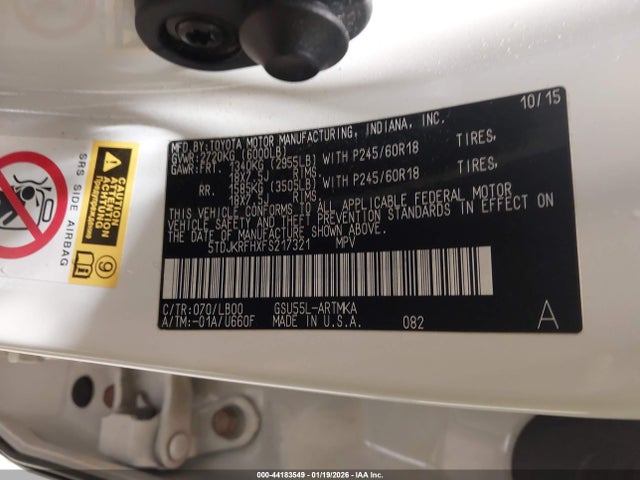 10/15
MFD.BY:TOYOTA MOTOR MANUFACTURING, INDIANA, INC.
GVWR:2720KG (6000LB)
GAWR:FRT. 1340KG (2955LB) WITH P245/60R18 TIRES,
18X7.5J RIMS.
RR. 1585KG (3505LB) WITH P245/60R18 TIRES,
18X7.5J RIMS.
THIS VEHICLE CONFORMS TO ALL APPLICABLE FEDERAL MOTOR
VEHICLE SAFETY AND THEFT PREVENTION STANDARDS IN EFFECT ON
THE DATE OF MANUFACTURE SHOWN ABOVE.
5TDJKRFHXFS217321 MPV
C/TR:070/LB00 GSU55L-ARTMKA
A/TM:-01A/U660F MADE IN U.S.A. 082 A
SRS SIDE AIRBAG
CAUTION
9
000-44183549 - 01/19/2026 - IAA Inc.